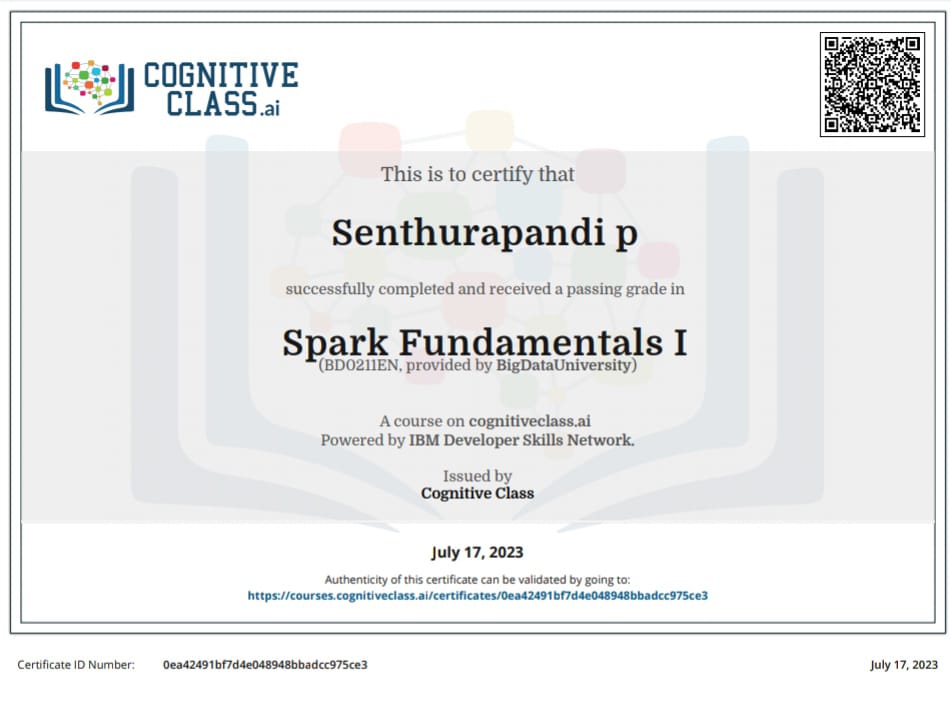 COGNITIVE
CLASS.ai
This is to certify that
Senthurapandi p
successfully completed and received a passing grade in
Spark Fundamentals I
(BD0211EN, provided by BigDataUniversity)
A course on cognitiveclass.ai
Powered by IBM Developer Skills Network.
Issued by
Cognitive Class
July 17, 2023
Authenticity of this certificate can be validated by going to:
https://courses.cognitiveclass.ai/certificates/0ea42491bf7d4e048948bbadcc975ce3
Certificate ID Number: 0ea42491bf7d4e048948bbadcc975ce3 July 17, 2023